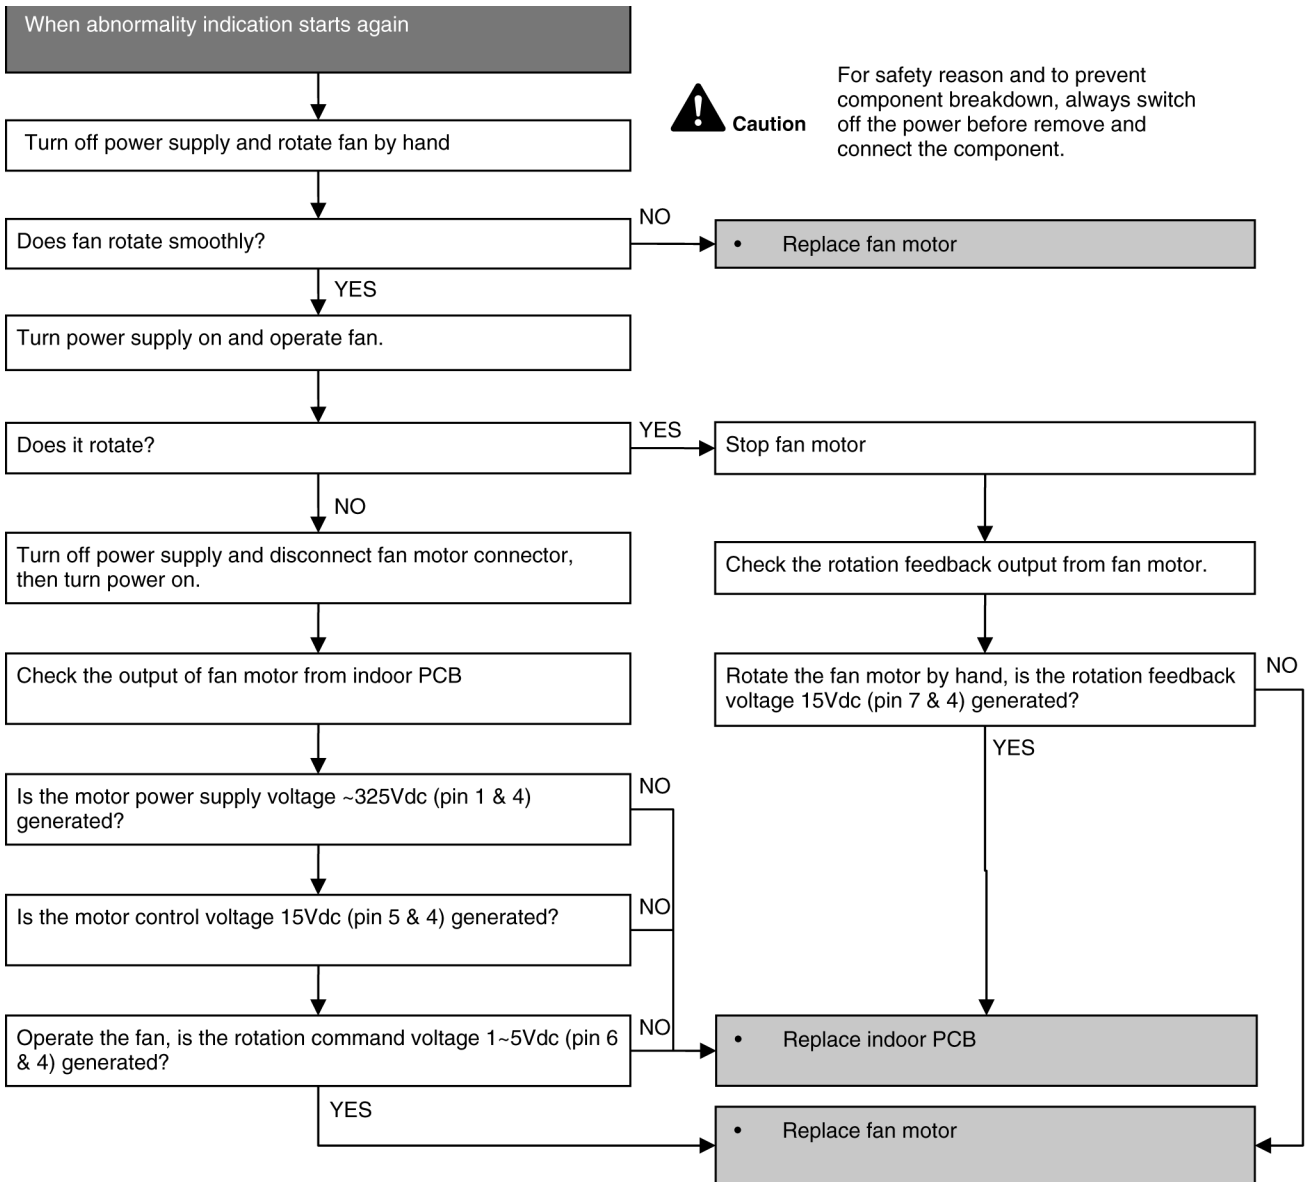 When abnormality indication starts again
For safety reason and to prevent
component breakdown, always switch
off the power before remove and
connect the component.
Caution
Turn off power supply and rotate fan by hand
Does fan rotate smoothly?
NO
• Replace fan motor
YES
Turn power supply on and operate fan.
Does it rotate?
YES
Stop fan motor
NO
Turn off power supply and disconnect fan motor connector,
then turn power on.
Check the rotation feedback output from fan motor.
Check the output of fan motor from indoor PCB
Rotate the fan motor by hand, is the rotation feedback
voltage 15Vdc (pin 7 & 4) generated?
NO
YES
Is the motor power supply voltage ~325Vdc (pin 1 & 4)
generated?
NO
Is the motor control voltage 15Vdc (pin 5 & 4) generated?
NO
Operate the fan, is the rotation command voltage 1~5Vdc (pin 6
& 4) generated?
NO
• Replace indoor PCB
YES
• Replace fan motor